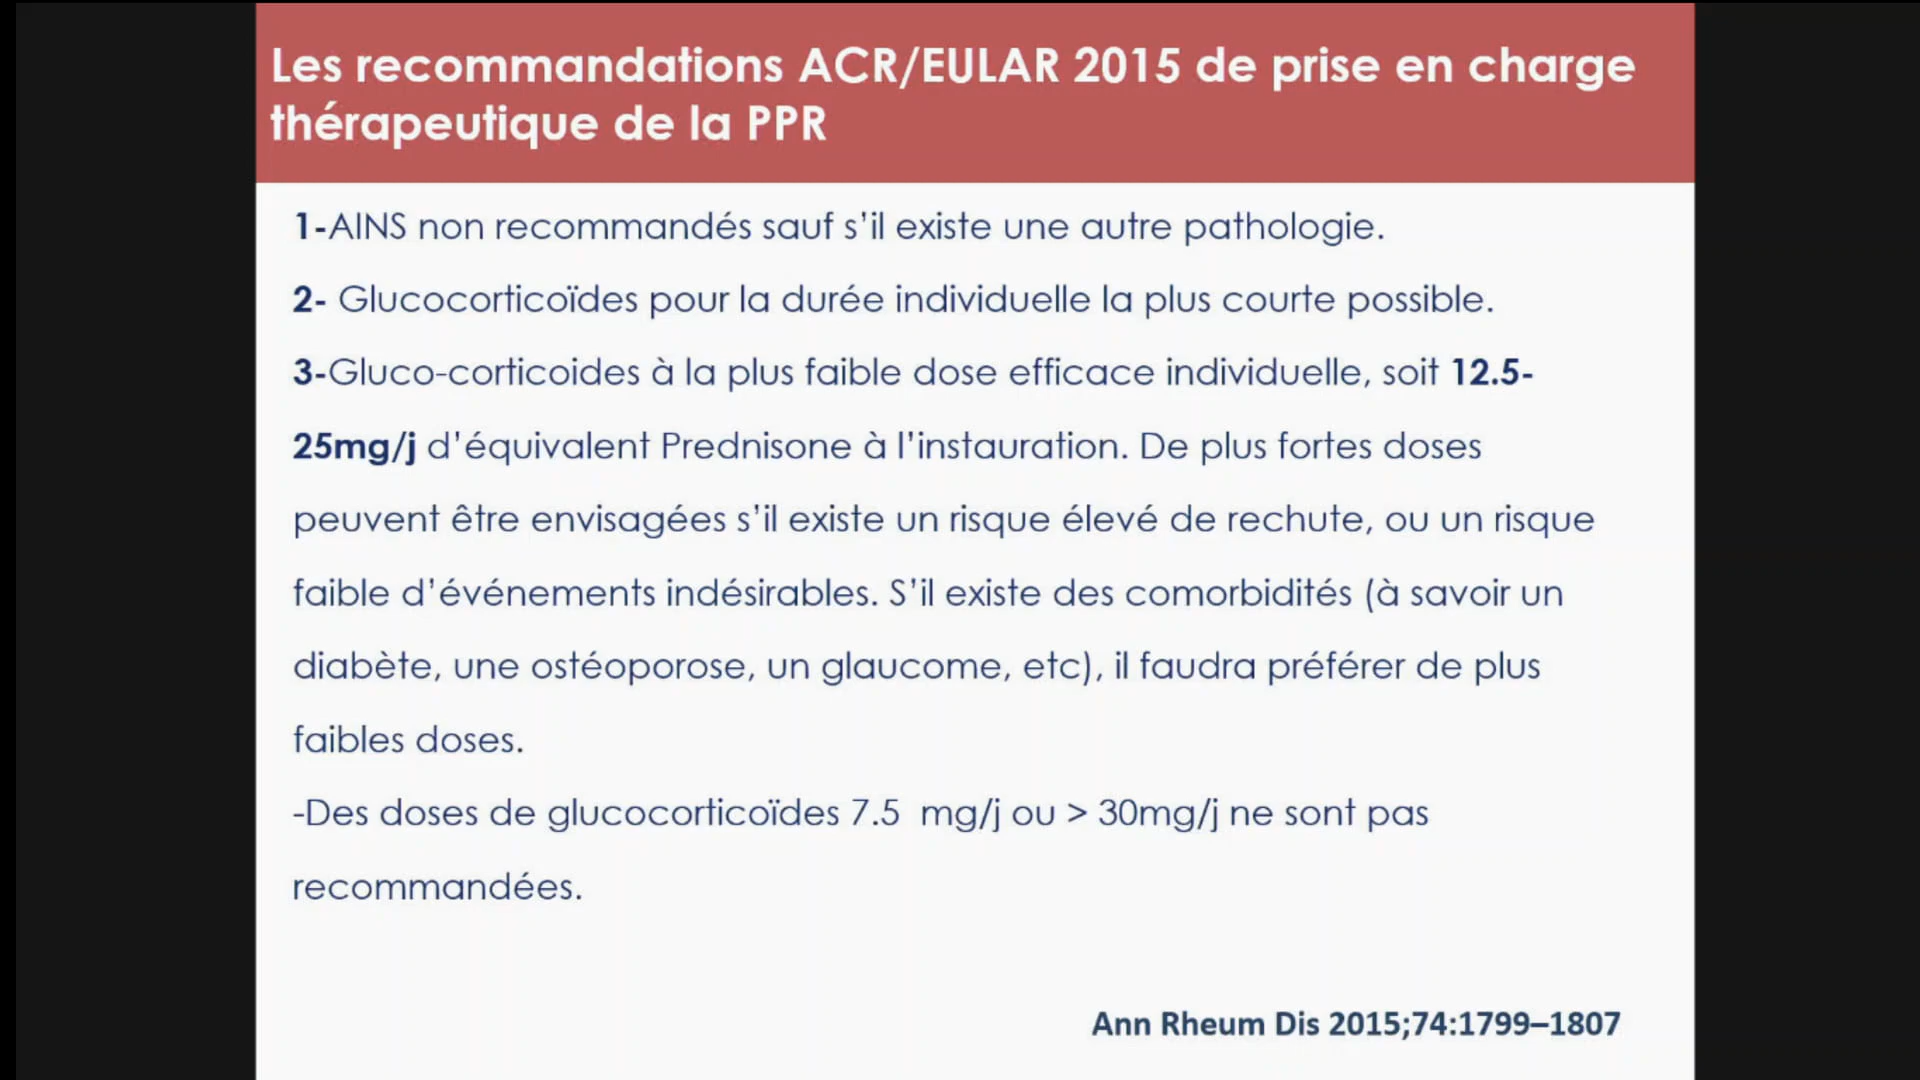 Les recommandations ACR/EULAR 2015 de prise en charge
thérapeutique de la PPR
1-AINS non recommandés sauf s'il existe une autre pathologie.
2- Glucocorticoïdes pour la durée individuelle la plus courte possible.
3-Gluco-corticoides à la plus faible dose efficace individuelle, soit 12.5-
25mg/j d'équivalent Prednisone à l'instauration. De plus fortes doses
peuvent être envisagées s'il existe un risque élevé de rechute, ou un risque
faible d'événements indésirables. S'il existe des comorbidités (à savoir un
diabète, une ostéoporose, un glaucome, etc), il faudra préférer de plus
faibles doses.
-Des doses de glucocorticoïdes 7.5 mg/j ou > 30mg/j ne sont pas
recommandées.
Ann Rheum Dis 2015;74:1799–1807